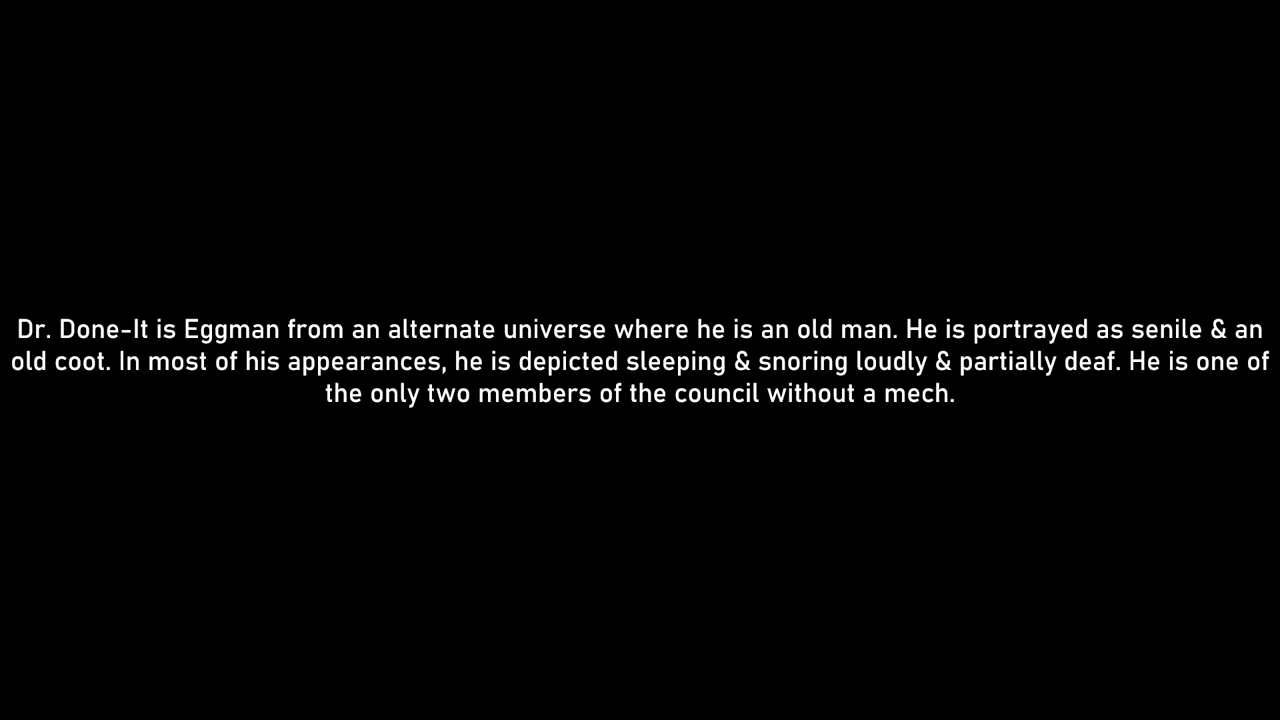 Dr. Done-It is Eggman from an alternate universe where he is an old man. He is portrayed as senile & an
old coot. In most of his appearances, he is depicted sleeping & snoring loudly & partially deaf. He is one of
the only two members of the council without a mech.